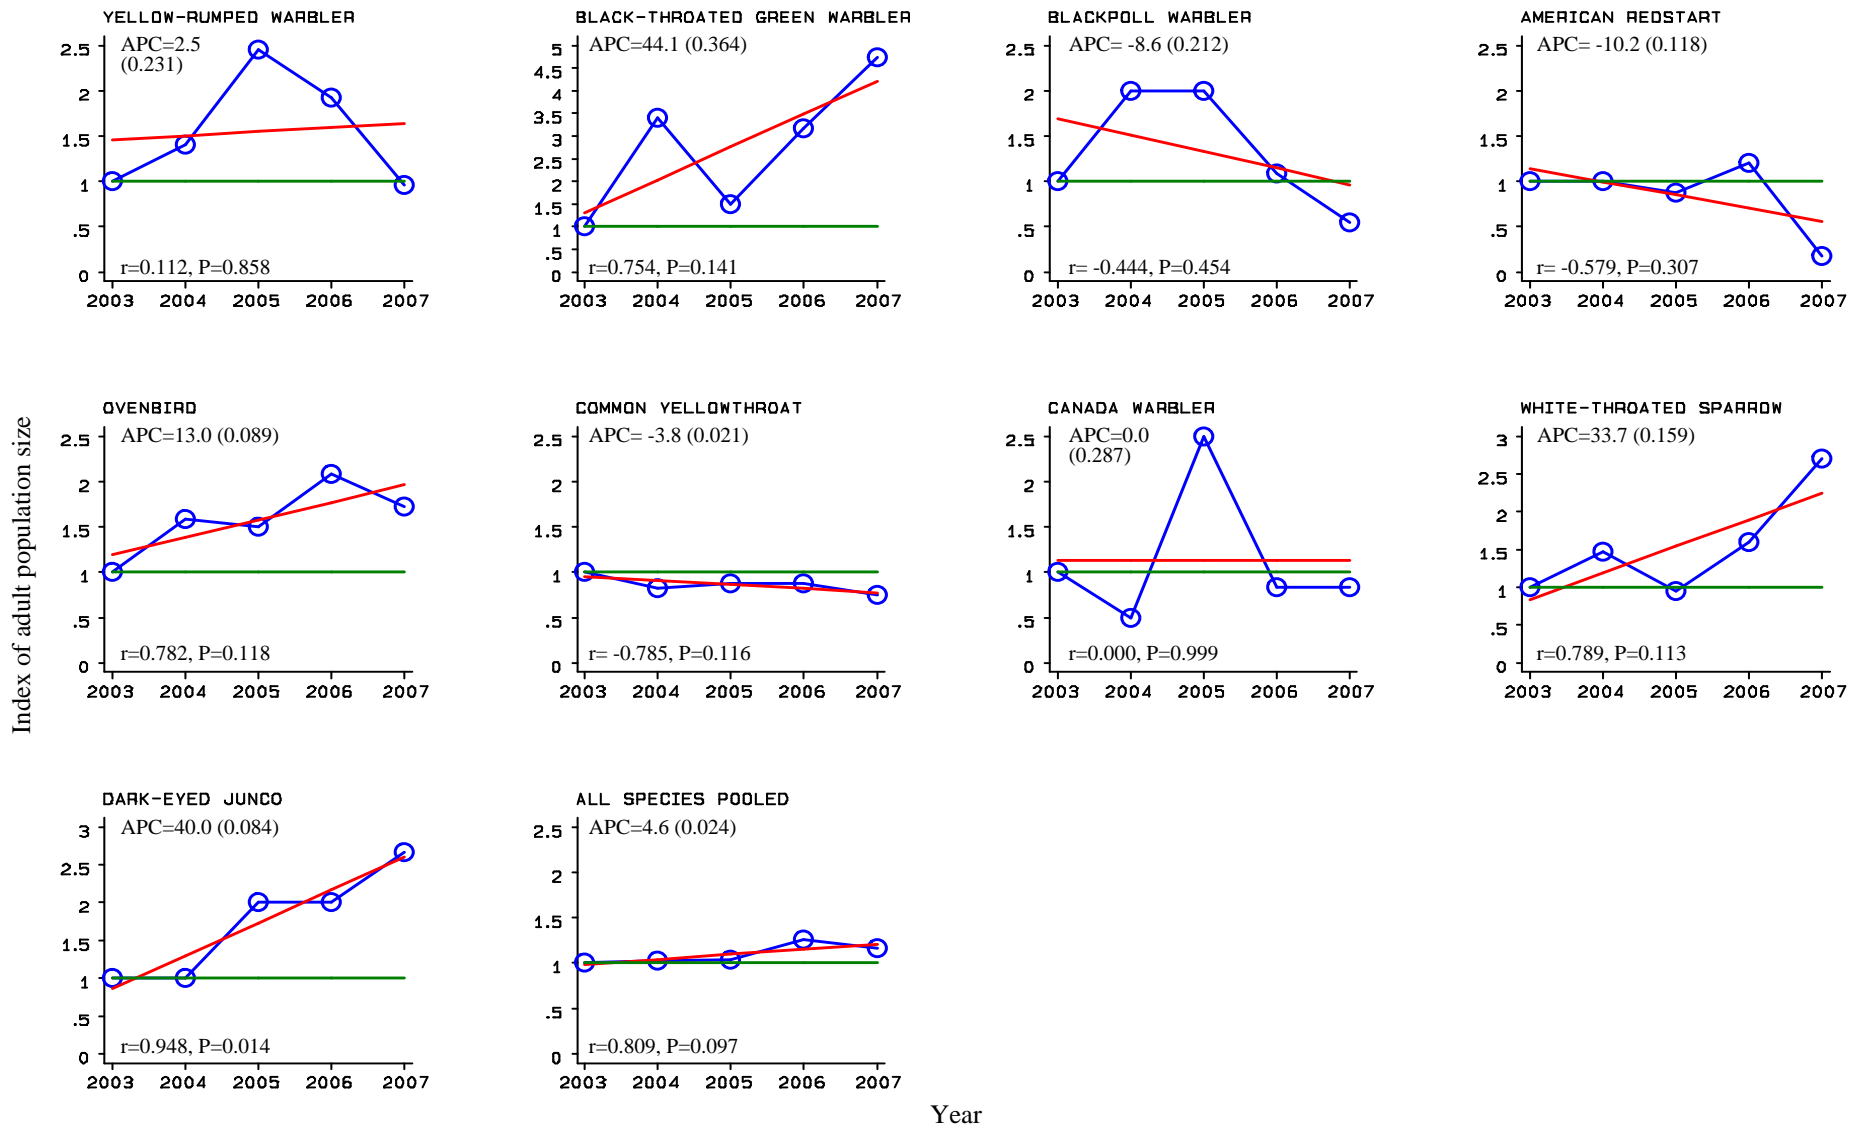 YELLOW-RUMPED WARBLER
APC=2.5
(0.231)
2.5
2
1.5
1
.5
0
r=0.112, P=0.858
2003 2004 2005 2006 2007
BLACK-THROATED GREEN WARBLER
APC=44.1 (0.364)
5
4.5
4
3.5
3
2.5
2
1.5
1
.5
0
r=0.754, P=0.141
2003 2004 2005 2006 2007
BLACKPOLL WARBLER
APC= -8.6 (0.212)
2.5
2
1.5
1
.5
0
r= -0.444, P=0.454
2003 2004 2005 2006 2007
AMERICAN REDSTART
APC= -10.2 (0.118)
2.5
2
1.5
1
.5
0
r= -0.579, P=0.307
2003 2004 2005 2006 2007
Index of adult population size
OVENBIRD
APC=13.0 (0.089)
2.5
2
1.5
1
.5
0
r=0.782, P=0.118
2003 2004 2005 2006 2007
COMMON YELLOWTHROAT
APC= -3.8 (0.021)
2.5
2
1.5
1
.5
0
r= -0.785, P=0.116
2003 2004 2005 2006 2007
CANADA WARBLER
APC=0.0
(0.287)
2.5
2
1.5
1
.5
0
r=0.000, P=0.999
2003 2004 2005 2006 2007
WHITE-THROATED SPARROW
APC=33.7 (0.159)
3
2.5
2
1.5
1
.5
0
r=0.789, P=0.113
2003 2004 2005 2006 2007
DARK-EYED JUNCO
APC=40.0 (0.084)
3
2.5
2
1.5
1
.5
0
r=0.948, P=0.014
2003 2004 2005 2006 2007
ALL SPECIES POOLED
APC=4.6 (0.024)
2.5
2
1.5
1
.5
0
r=0.809, P=0.097
2003 2004 2005 2006 2007
Year